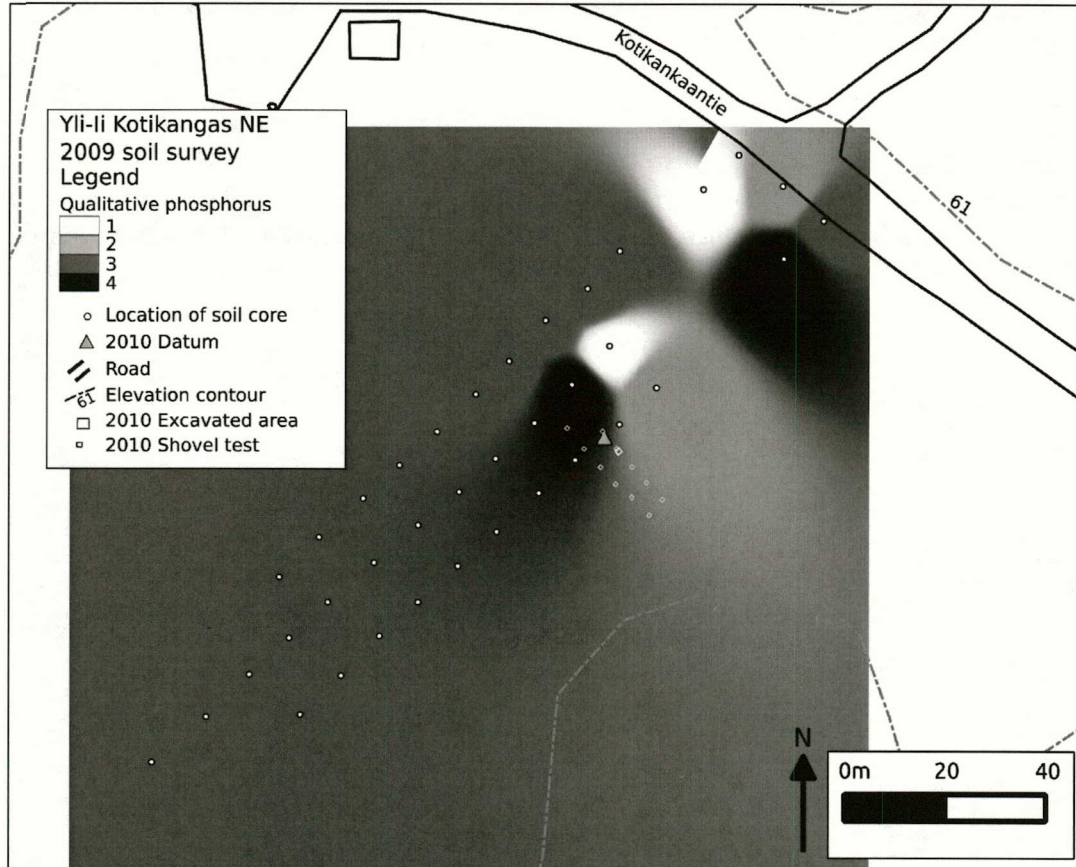 Kotikankaantie
Yli-Ii Kotikangas NE
2009 soil survey
Legend
Qualitative phosphorus
1
2
3
4
Location of soil core
2010 Datum
Road
61 Elevation contour
2010 Excavated area
2010 Shovel test
61
N
0m 20 40